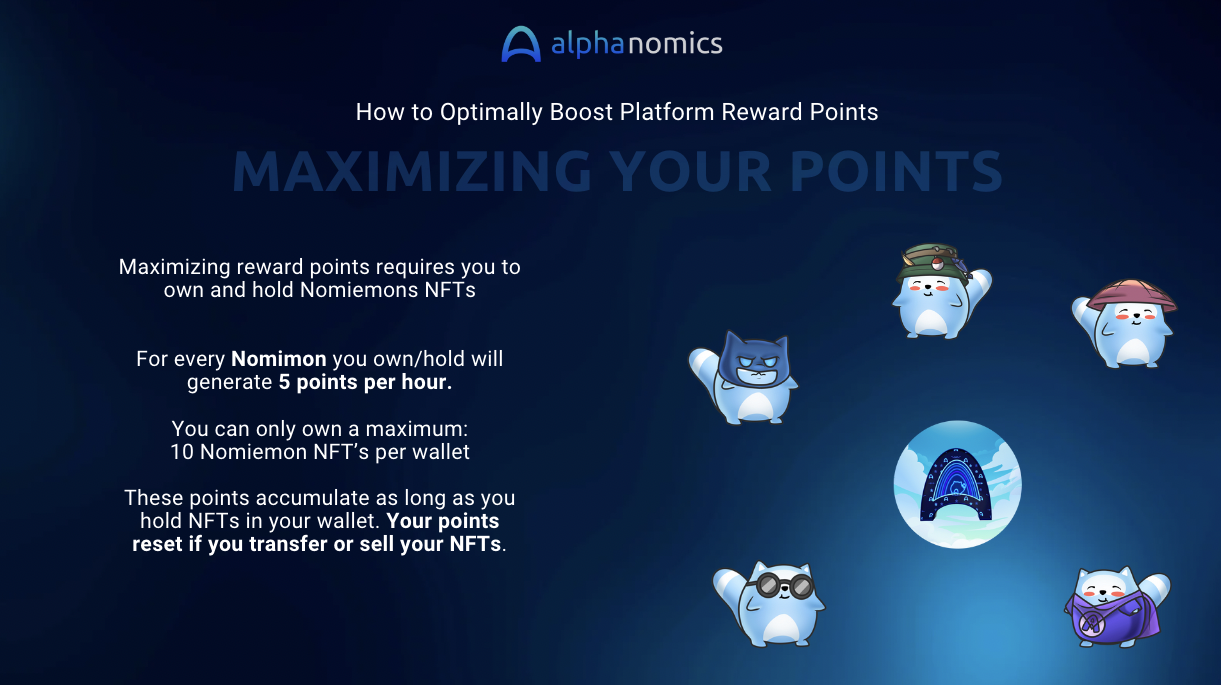 alphanomics
How to Optimally Boost Platform Reward Points
MAXIMIZING YOUR POINTS
Maximizing reward points requires you to
own and hold Nomiemons NFTs
For every Nomimon you own/hold will
generate 5 points per hour.
You can only own a maximum:
10 Nomiemon NFT’s per wallet
These points accumulate as long as you
hold NFTs in your wallet. Your points
reset if you transfer or sell your NFTs.